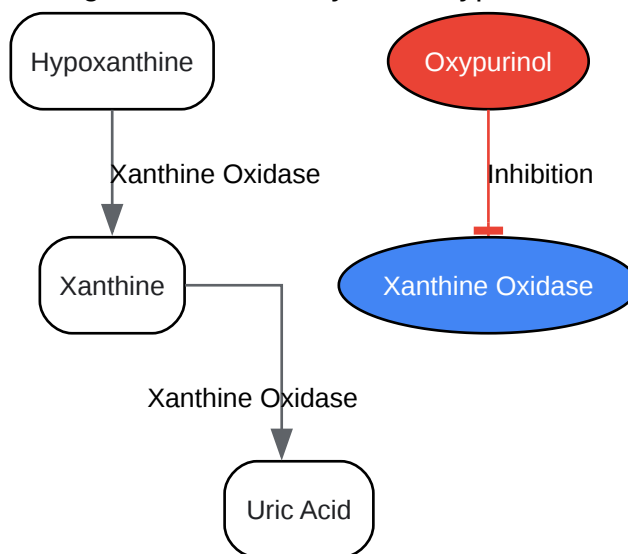 Hypoxanthine
Oxypurinol
Xanthine Oxidase
Inhibition
Xanthine
Xanthine Oxidase
Xanthine Oxidase
Uric Acid